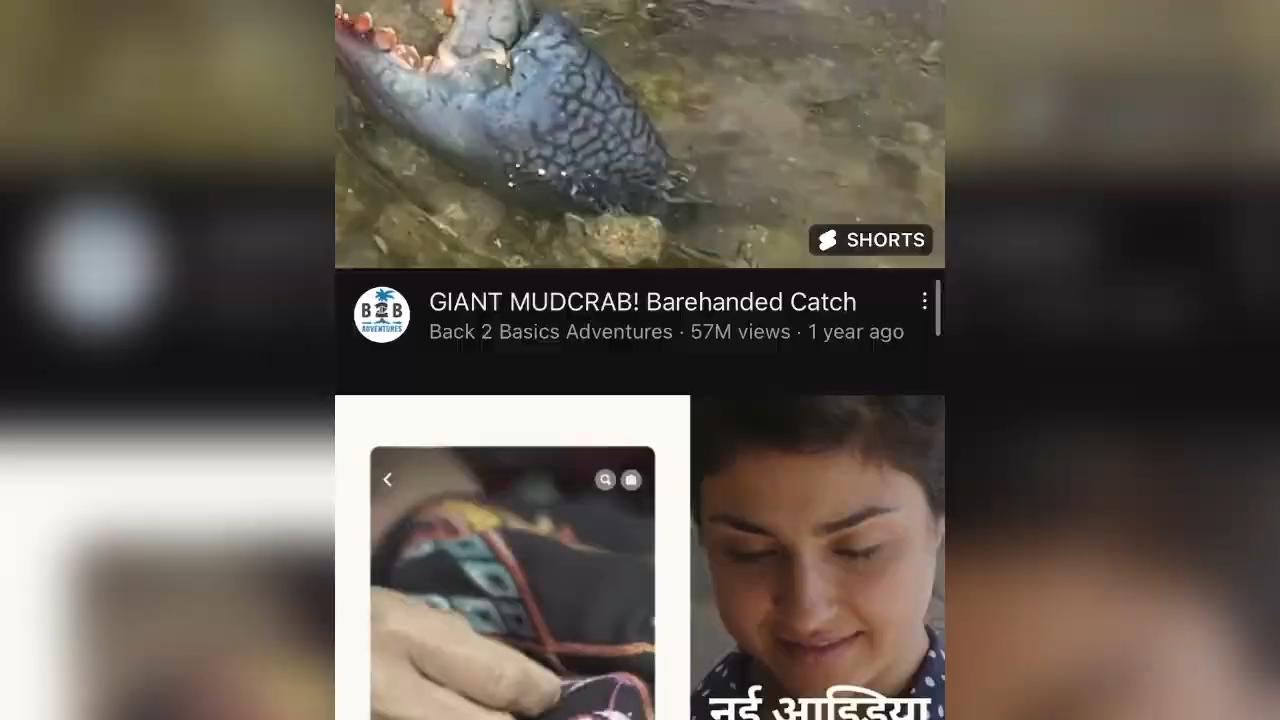 SHORTS
B2B
ADVENTURES
GIANT MUDCRAB! Barehanded Catch
Back 2 Basics Adventures · 57M views · 1 year ago
नई आइडिया